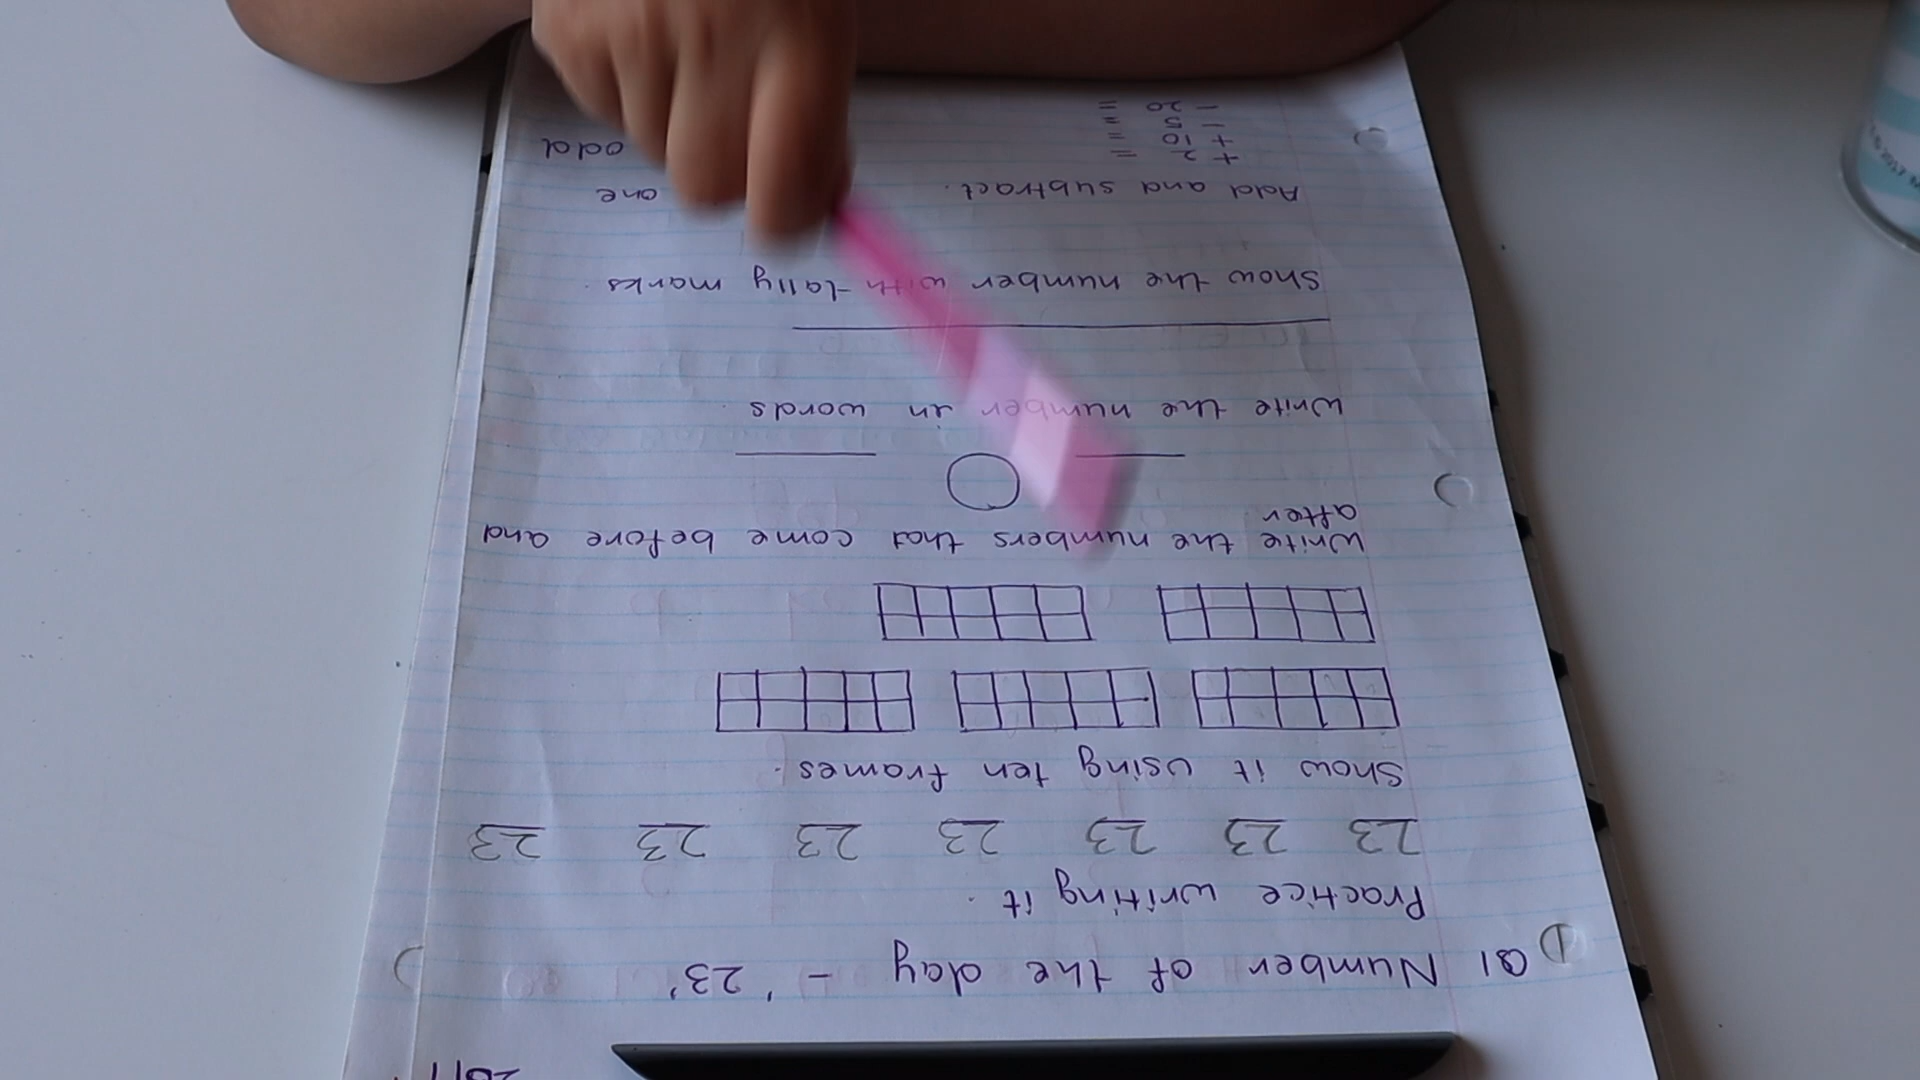 Q1 Number of the day - '23'
Practice writing it.
23 23 23 23 23 23 23
Show it using ten frames.
Write the numbers that come before and
after
Write the number in words.
Show the number with tally marks.
Add and subtract. one
+ 2 = odd
+ 10 =
- 5 =
- 20 =